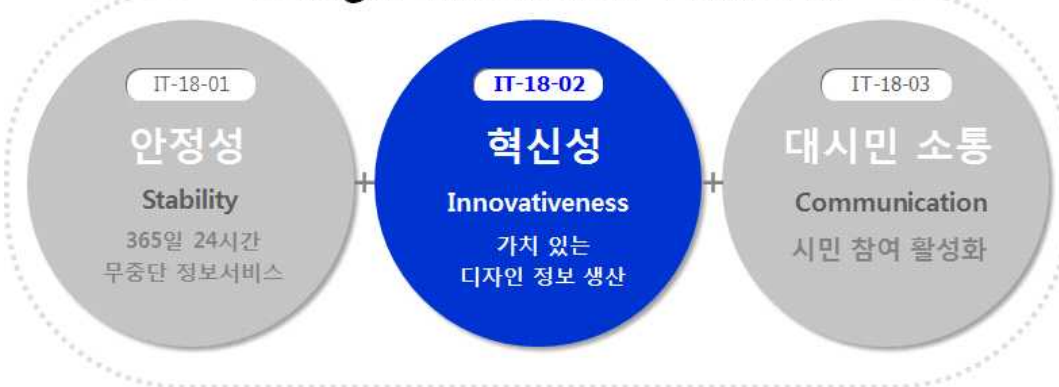 IT-18-01
안정성
Stability
365일 24시간
무중단 정보서비스
+
IT-18-02
혁신성
Innovativeness
가치 있는
디자인 정보 생산
+
IT-18-03
대시민 소통
Communication
시민 참여 활성화